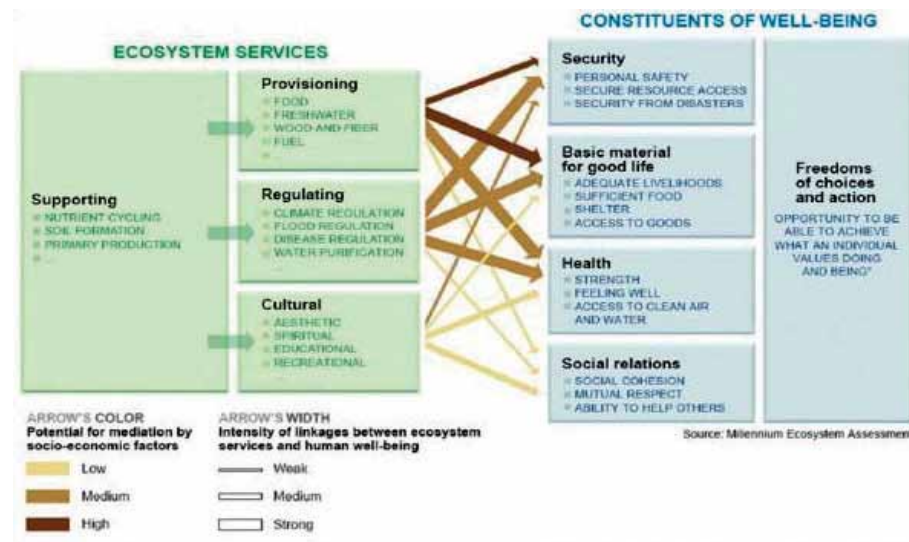 CONSTITUENTS OF WELL-BEING
ECOSYSTEM SERVICES
Supporting
NUTRIENT CYCLING
SOIL FORMATION
PRIMARY PRODUCTION
...
Provisioning
FOOD
FRESHWATER
WOOD AND FIBER
FUEL
...
Regulating
CLIMATE REGULATION
FLOOD REGULATION
DISEASE REGULATION
WATER PURIFICATION
...
Cultural
AESTHETIC
SPIRITUAL
EDUCATIONAL
RECREATIONAL
...
Security
PERSONAL SAFETY
SECURE RESOURCE ACCESS
SECURITY FROM DISASTERS
Basic material
for good life
ADEQUATE LIVELIHOODS
SUFFICIENT FOOD
SHELTER
ACCESS TO GOODS
Health
STRENGTH
FEELING WELL
ACCESS TO CLEAN AIR
AND WATER
Social relations
SOCIAL COHESION
MUTUAL RESPECT
ABILITY TO HELP OTHERS
Freedoms
of choices
and action
OPPORTUNITY TO BE
ABLE TO ACHIEVE
WHAT AN INDIVIDUAL
VALUES DOING
AND BEING"
Source: Millennium Ecosystem Assessmen
ARROW'S COLOR
Potential for mediation by
socio-economic factors
Low
Medium
High
ARROW'S WIDTH
Intensity of linkages between ecosystem
services and human well-being
Weak
Medium
Strong